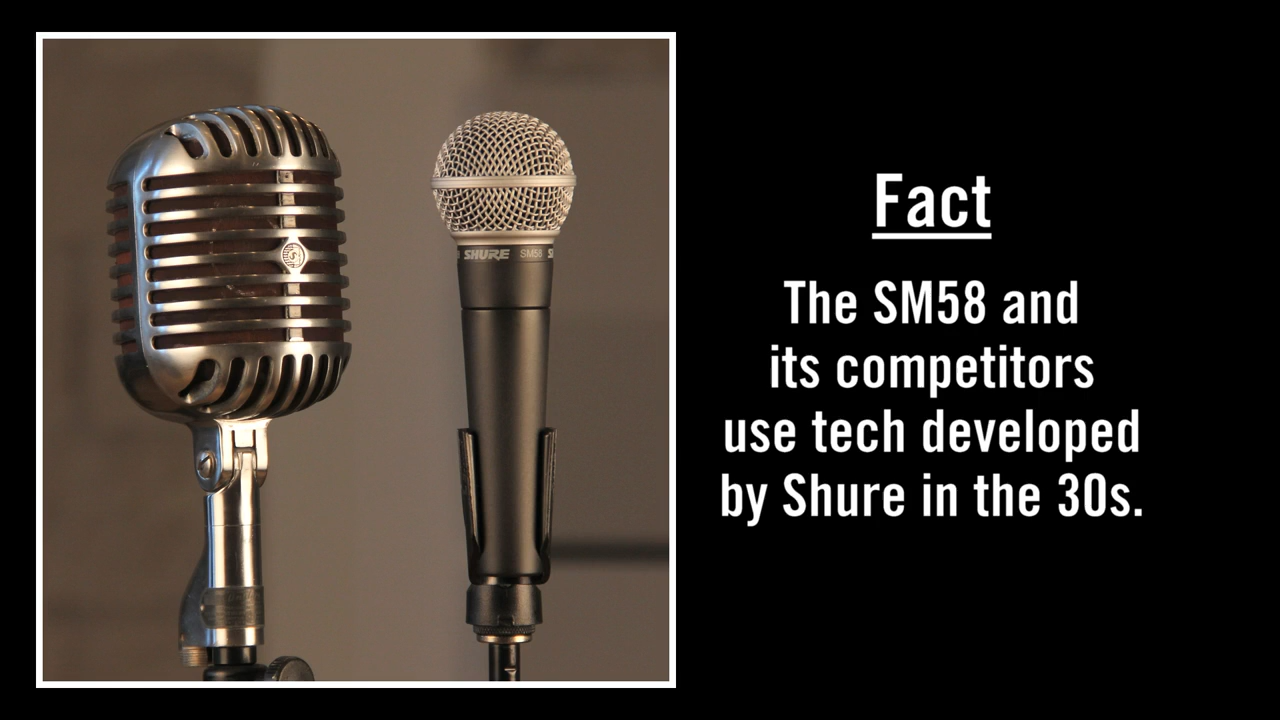 Fact
The SM58 and
its competitors
use tech developed
by Shure in the 30s.
SHURE SM58